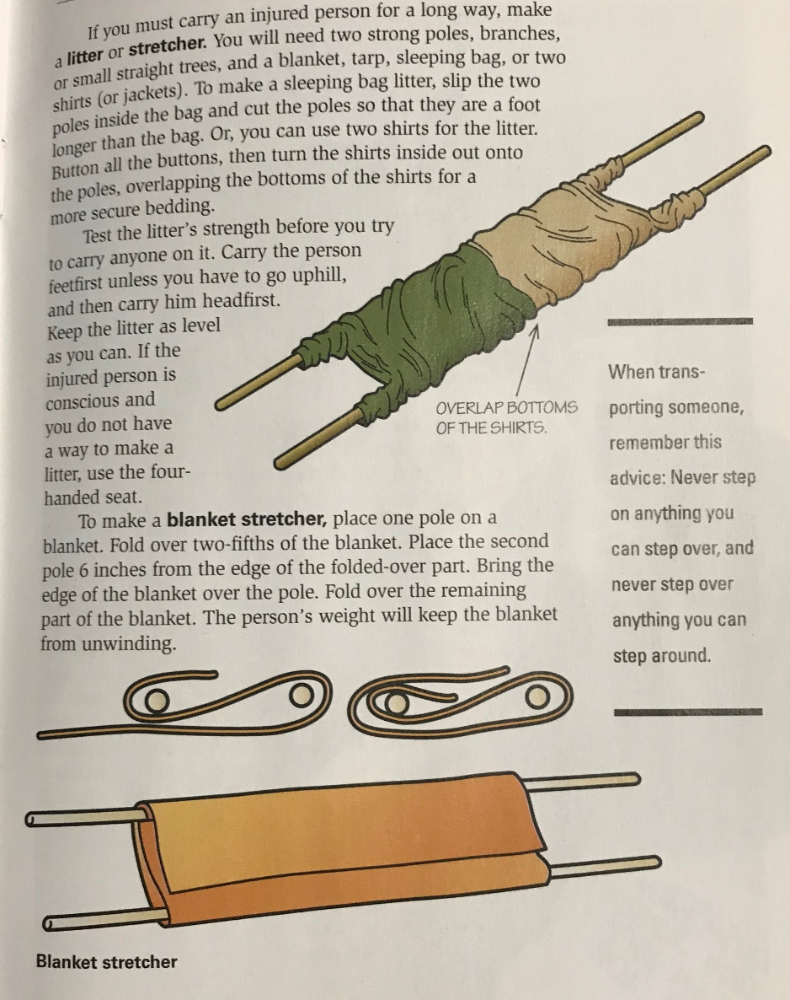 If you must carry an injured person for a long way, make
a litter or stretcher. You will need two strong poles, branches,
or small straight trees, and a blanket, tarp, sleeping bag, or two
shirts (or jackets). To make a sleeping bag litter, slip the two
poles inside the bag and cut the poles so that they are a foot
longer than the bag. Or, you can use two shirts for the litter.
Button all the buttons, then turn the shirts inside out onto
the poles, overlapping the bottoms of the shirts for a
more secure bedding.
Test the litter's strength before you try
to carry anyone on it. Carry the person
feetfirst unless you have to go uphill,
and then carry him headfirst.
Keep the litter as level
as you can. If the
injured person is
conscious and
you do not have
a way to make a
litter, use the four-
handed seat.
OVERLAP BOTTOMS
OF THE SHIRTS.
To make a blanket stretcher, place one pole on a
blanket. Fold over two-fifths of the blanket. Place the second
pole 6 inches from the edge of the folded-over part. Bring the
edge of the blanket over the pole. Fold over the remaining
part of the blanket. The person's weight will keep the blanket
from unwinding.
When trans-
porting someone,
remember this
advice: Never step
on anything you
can step over, and
never step over
anything you can
step around.
Blanket stretcher